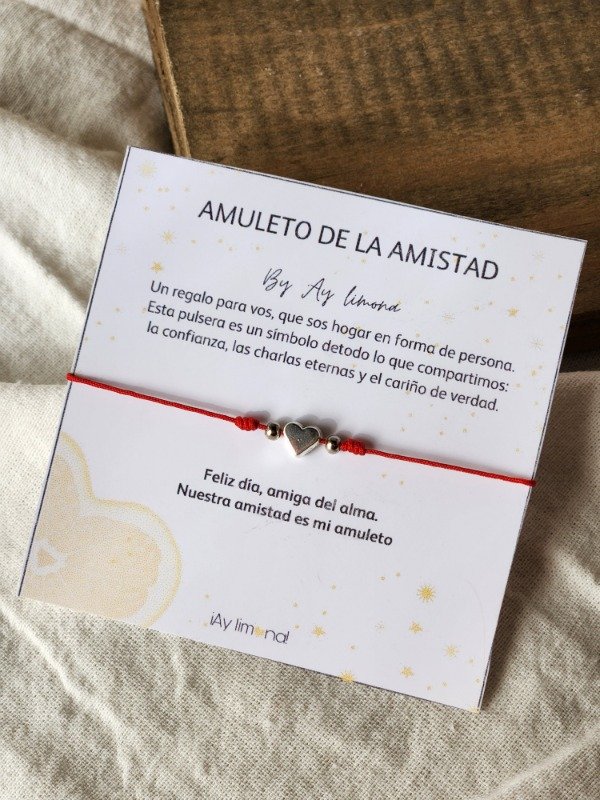 AMULETO DE LA AMISTAD
By Ay limona
Un regalo para vos, que sos hogar en forma de persona.
Esta pulsera es un símbolo detodo lo que compartimos:
la confianza, las charlas eternas y el cariño de verdad.
Feliz día, amiga del alma.
Nuestra amistad es mi amuleto
¡Ay limona!